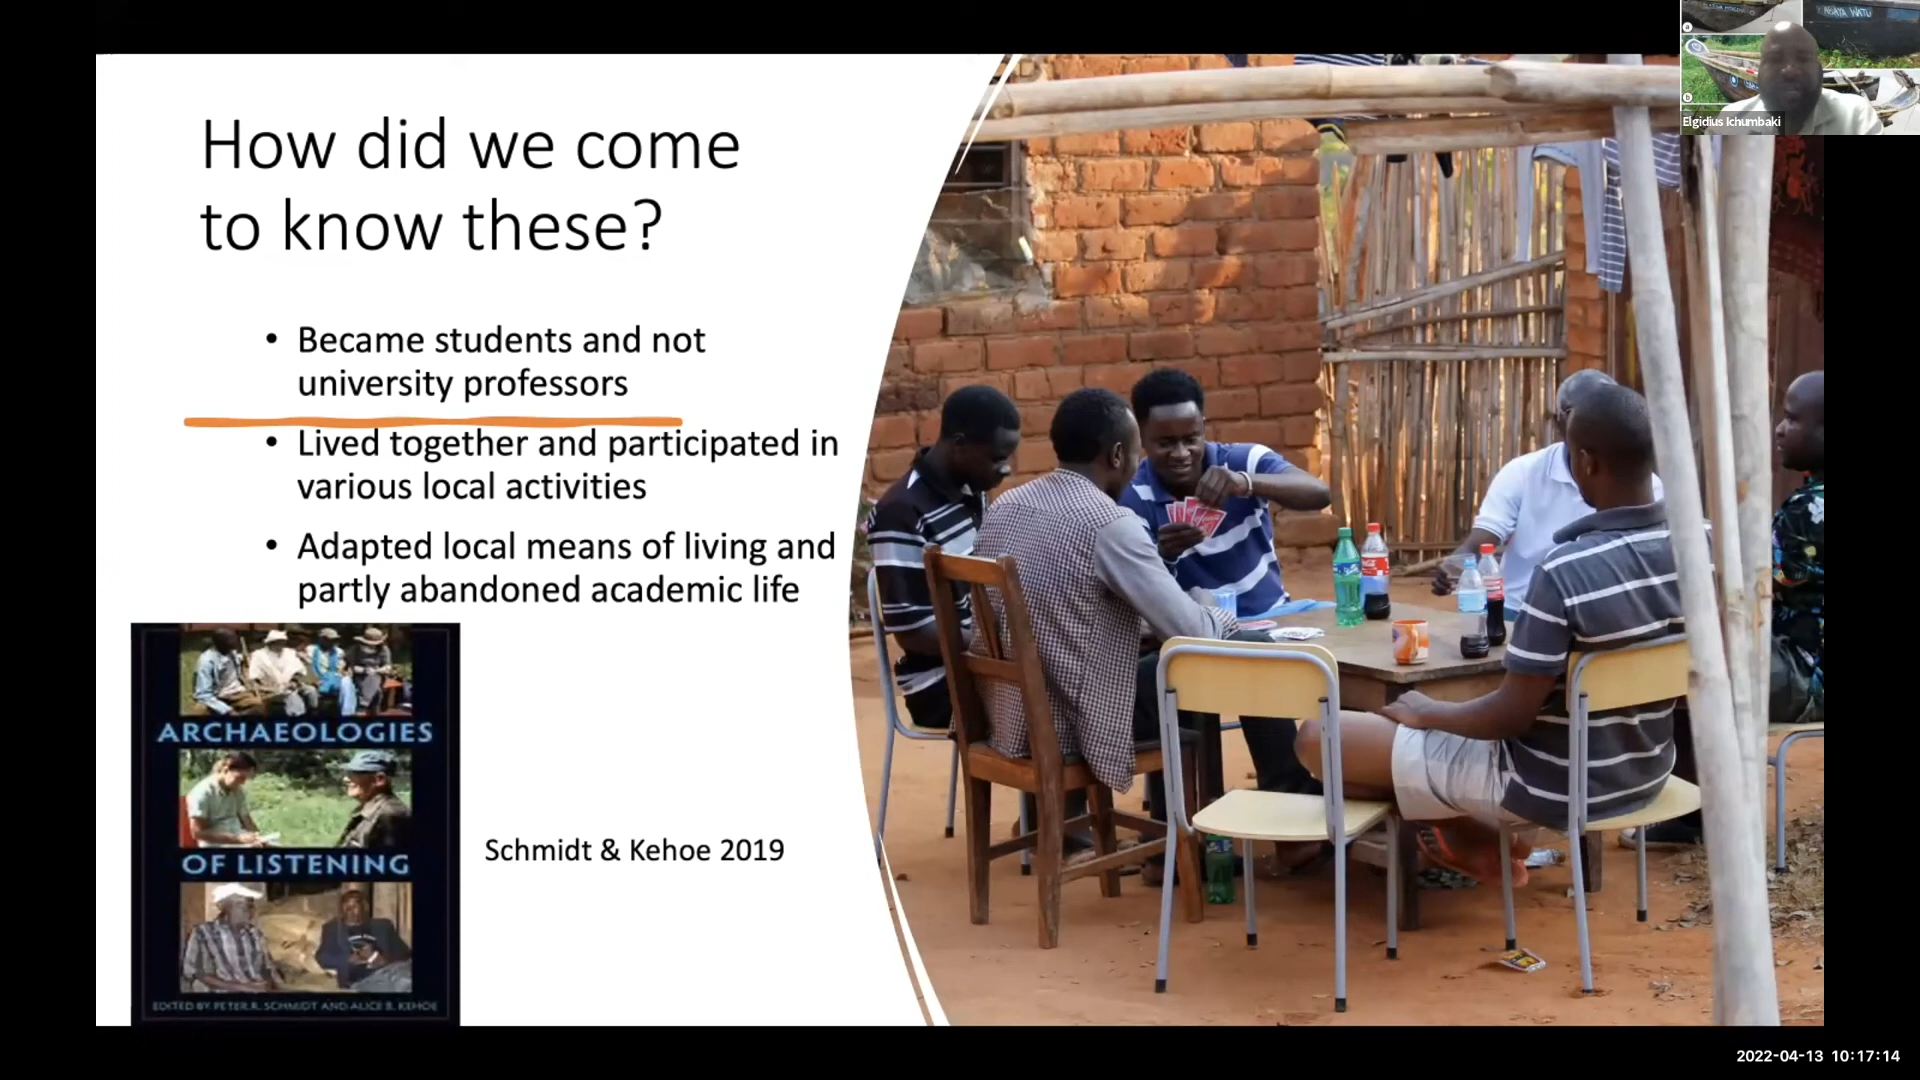 NGAYA WATU
Elgidius Ichumbaki
How did we come
to know these?
• Became students and not
university professors
• Lived together and participated in
various local activities
• Adapted local means of living and
partly abandoned academic life
ARCHAEOLOGIES
OF LISTENING
EDITED BY PETER R. SCHMIDT AND ALICE B. KEHOE
Schmidt & Kehoe 2019
2022-04-13 10:17:14